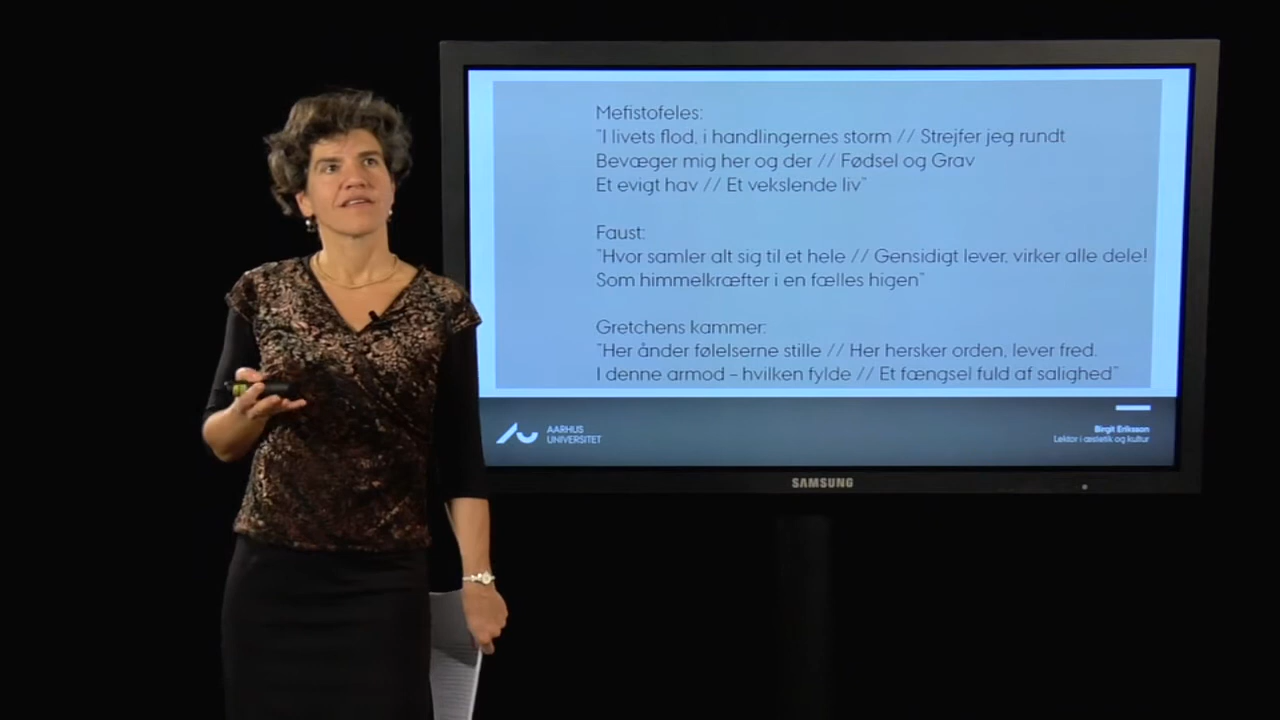 Mefistofeles:
"I livets flod, i handlingernes storm // Strejfer jeg rundt
Bevæger mig her og der // Fødsel og Grav
Et evigt hav // Et vekslende liv"
Faust:
"Hvor samler alt sig til et hele // Gensidigt lever, virker alle dele!
Som himmelkræfter i en fælles higen"
Gretchens kammer:
"Her ånder følelserne stille // Her hersker orden, lever fred.
I denne armod – hvilken fylde // Et fængsel fuld af salighed"
AARHUS
UNIVERSITET
Birgit Eriksson
Lektor i æstetik og kultur
SAMSUNG